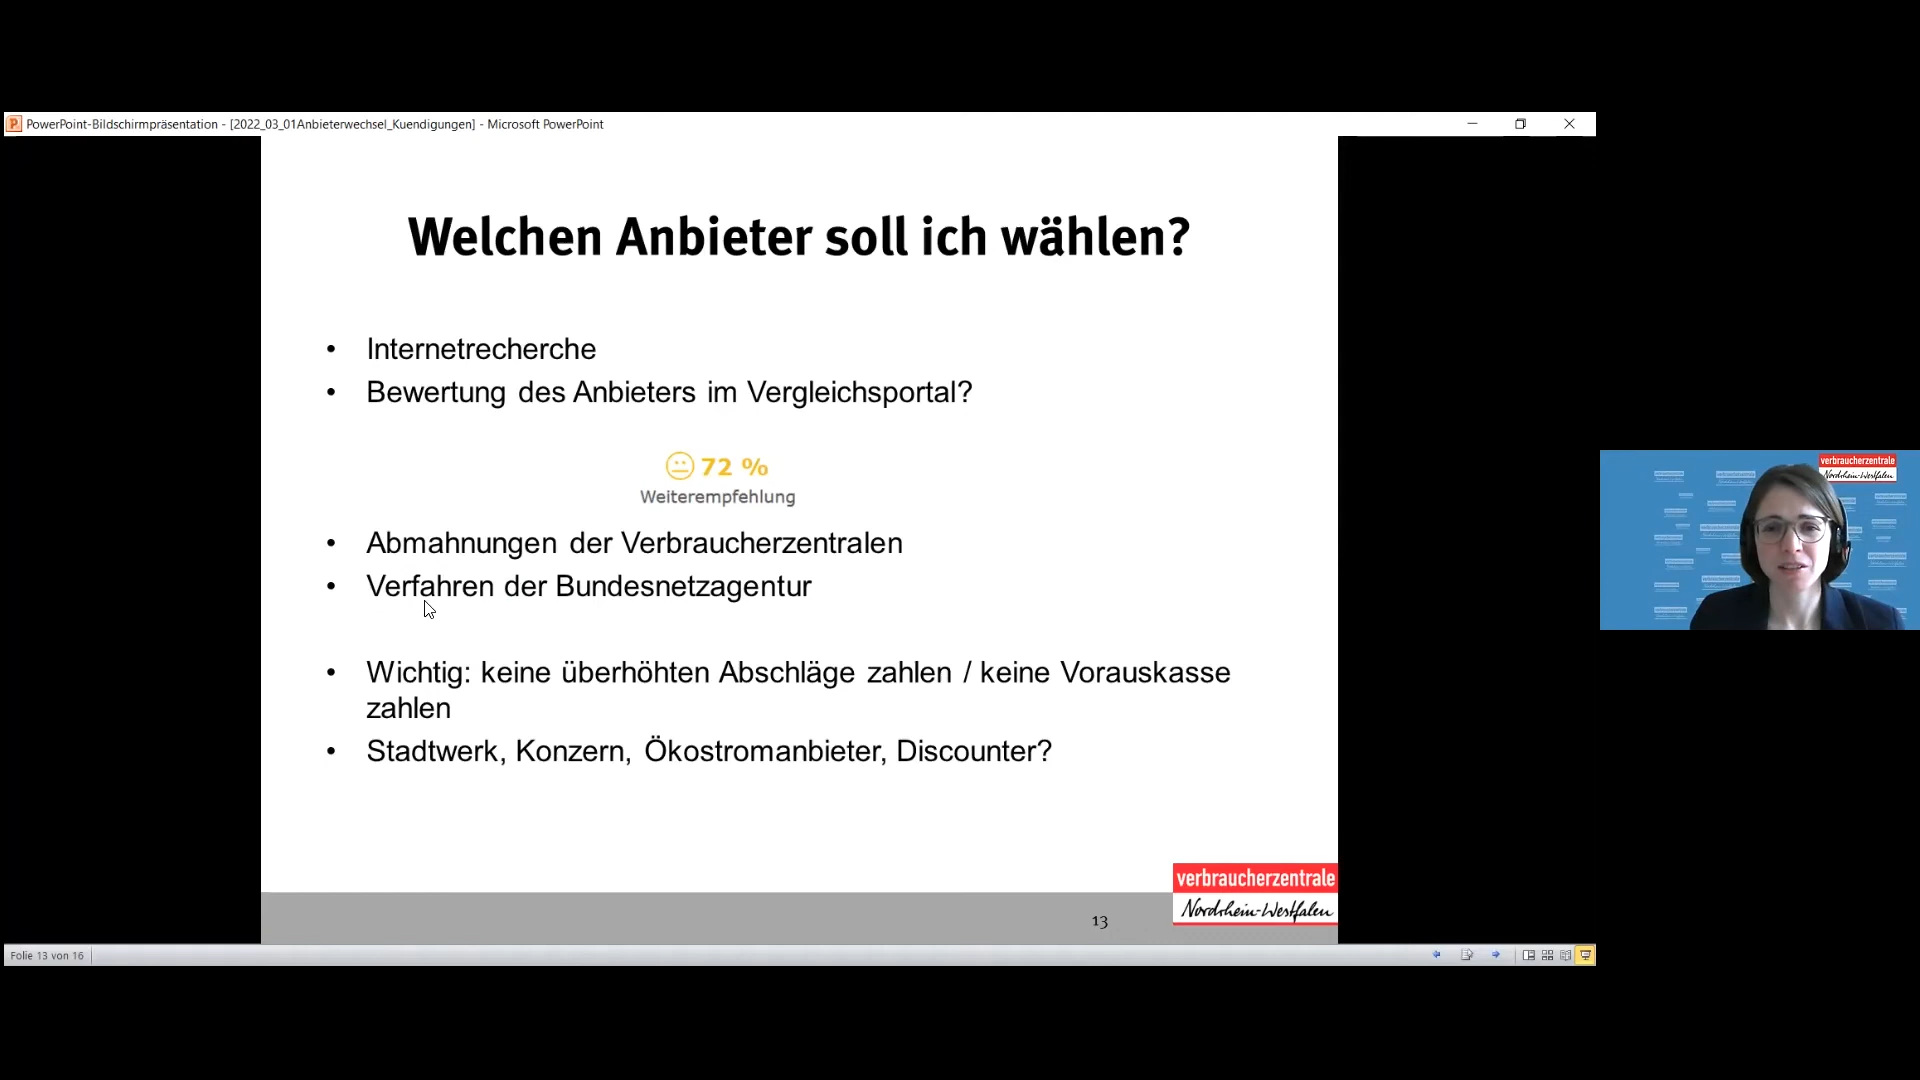 PowerPoint-Bildschirmpräsentation - [2022_03_01Anbieterwechsel_Kuendigungen] - Microsoft PowerPoint
Welchen Anbieter soll ich wählen?
• Internetrecherche
• Bewertung des Anbieters im Vergleichsportal?
72 %
Weiterempfehlung
• Abmahnungen der Verbraucherzentralen
• Verfahren der Bundesnetzagentur
• Wichtig: keine überhöhten Abschläge zahlen / keine Vorauskasse
zahlen
• Stadtwerk, Konzern, Ökostromanbieter, Discounter?
verbraucherzentrale
Nordrhein-Westfalen
13
Folie 13 von 16
verbraucherzentrale
Nordrhein-Westfalen